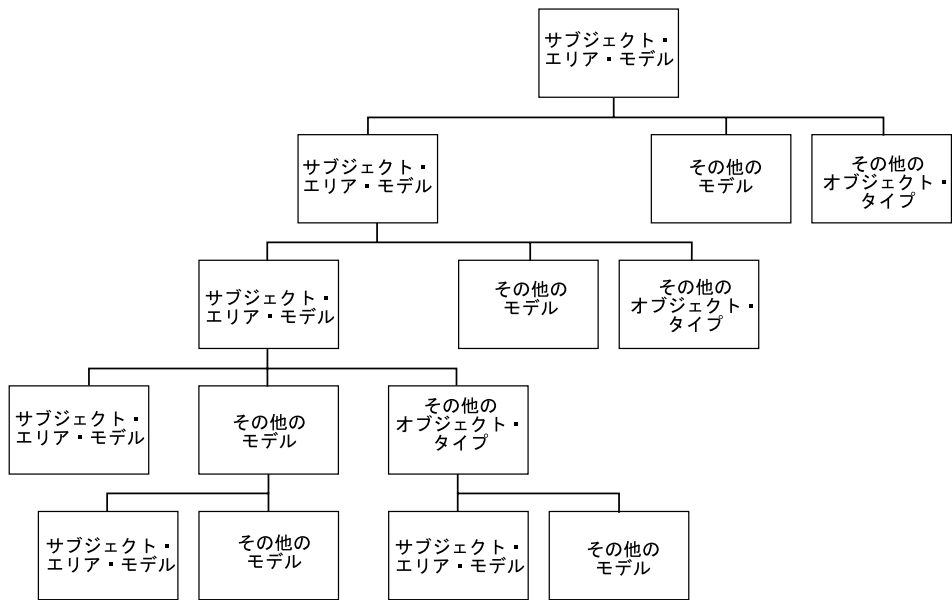 サブジェクト・
エリア・モデル
サブジェクト・
エリア・モデル
その他の
モデル
その他の
オブジェクト・
タイプ
サブジェクト・
エリア・モデル
その他の
モデル
その他の
オブジェクト・
タイプ
サブジェクト・
エリア・モデル
その他の
モデル
その他の
オブジェクト・
タイプ
サブジェクト・
エリア・モデル
その他の
モデル
サブジェクト・
エリア・モデル
その他の
モデル